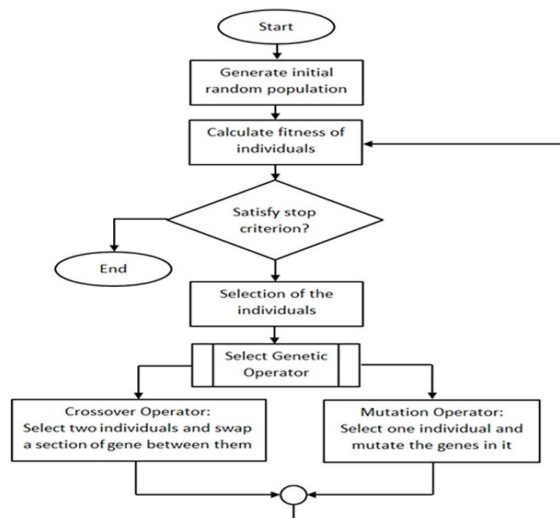 Start
Generate initial
random population
Calculate fitness of
individuals
Satisfy stop
criterion?
End
Selection of the
individuals
Select Genetic
Operator
Crossover Operator:
Select two individuals and swap
a section of gene between them
Mutation Operator:
Select one individual and
mutate the genes in it